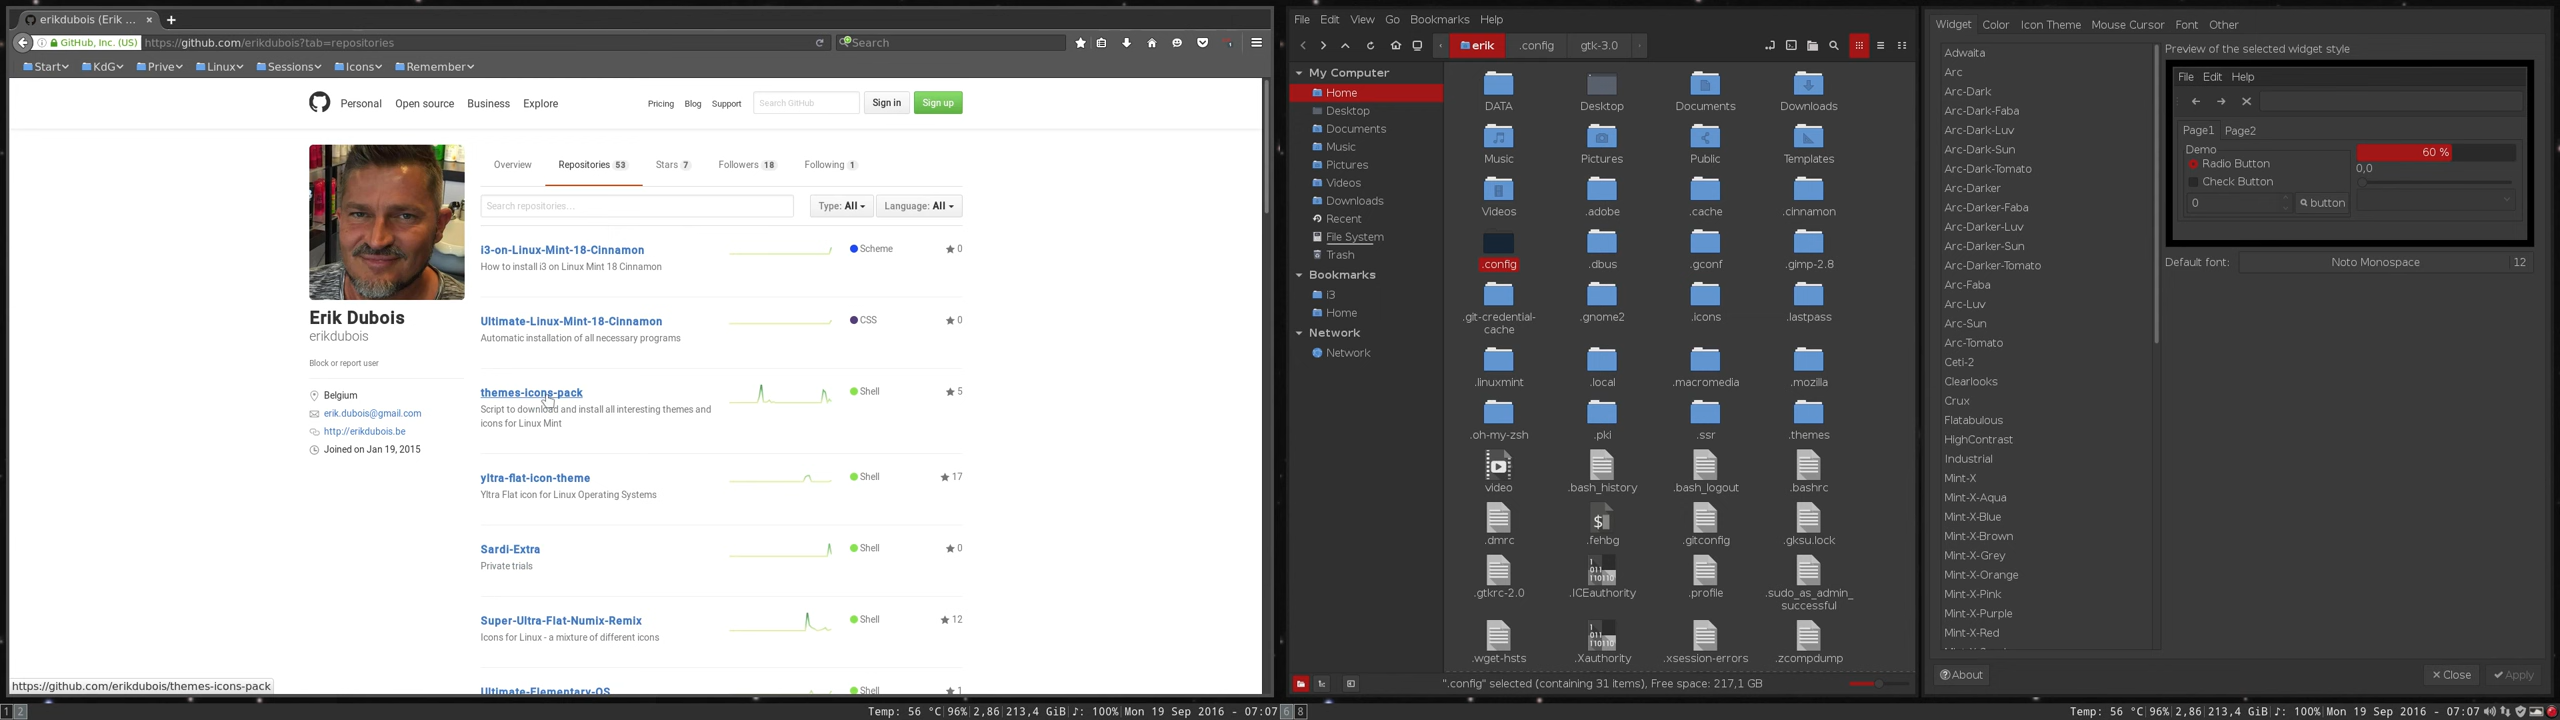 erikdubois (Erik ...
GitHub, Inc. (US) https://github.com/erikdubois?tab=repositories
Search
Start KdG Prive Linux Sessions Icons Remember
Personal Open source Business Explore
Pricing Blog Support Search GitHub Sign in Sign up
Overview Repositories 53 Stars 7 Followers 18 Following 1
Search repositories... Type: All Language: All
Erik Dubois
erikdubois
Block or report user
Belgium
erik.dubois@gmail.com
http://erikdubois.be
Joined on Jan 19, 2015
i3-on-Linux-Mint-18-Cinnamon Scheme 0
How to install i3 on Linux Mint 18 Cinnamon
Ultimate-Linux-Mint-18-Cinnamon CSS 0
Automatic installation of all necessary programs
themes-icons-pack Shell 5
Script to download and install all interesting themes and
icons for Linux Mint
yltra-flat-icon-theme Shell 17
Yltra Flat icon for Linux Operating Systems
Sardi-Extra Shell 0
Private trials
Super-Ultra-Flat-Numix-Remix Shell 12
Icons for Linux - a mixture of different icons
Ultimate-Elementary-OS Shell 1
https://github.com/erikdubois/themes-icons-pack
File Edit View Go Bookmarks Help
erik .config gtk-3.0
My Computer
Home
Desktop
Documents
Music
Pictures
Videos
Downloads
Recent
File System
Trash
Bookmarks
i3
Home
Network
Network
DATA Desktop Documents Downloads
Music Pictures Public Templates
Videos .adobe .cache .cinnamon
.config .dbus .gconf .gimp-2.8
.git-credential-
cache
.gnome2 .icons .lastpass
.linuxmint .local .macromedia .mozilla
.oh-my-zsh .pki .ssr .themes
video .bash_history .bash_logout .bashrc
.dmrc .fehbg .gitconfig .gksu.lock
.gtkrc-2.0 .ICEauthority .profile .sudo_as_admin_
successful
.wget-hsts .Xauthority .xsession-errors .zcompdump
".config" selected (containing 31 items), Free space: 217,1 GB
Widget Color Icon Theme Mouse Cursor Font Other
Adwaita
Arc
Arc-Dark
Arc-Dark-Faba
Arc-Dark-Luv
Arc-Dark-Sun
Arc-Dark-Tomato
Arc-Darker
Arc-Darker-Faba
Arc-Darker-Luv
Arc-Darker-Sun
Arc-Darker-Tomato
Arc-Faba
Arc-Luv
Arc-Sun
Arc-Tomato
Ceti-2
Clearlooks
Crux
Flatabulous
HighContrast
Industrial
Mint-X
Mint-X-Aqua
Mint-X-Blue
Mint-X-Brown
Mint-X-Grey
Mint-X-Orange
Mint-X-Pink
Mint-X-Purple
Mint-X-Red
Preview of the selected widget style
File Edit Help
Page1 Page2
Demo
Radio Button
Check Button
0 button
60 %
0,0
Default font: Noto Monospace 12
About Close Apply
1 2 Temp: 56 °C 96% 2,86 213,4 GiB ♪: 100% Mon 19 Sep 2016 - 07:07
6 8 Temp: 56 °C 96% 2,86 213,4 GiB ♪: 100% Mon 19 Sep 2016 - 07:07